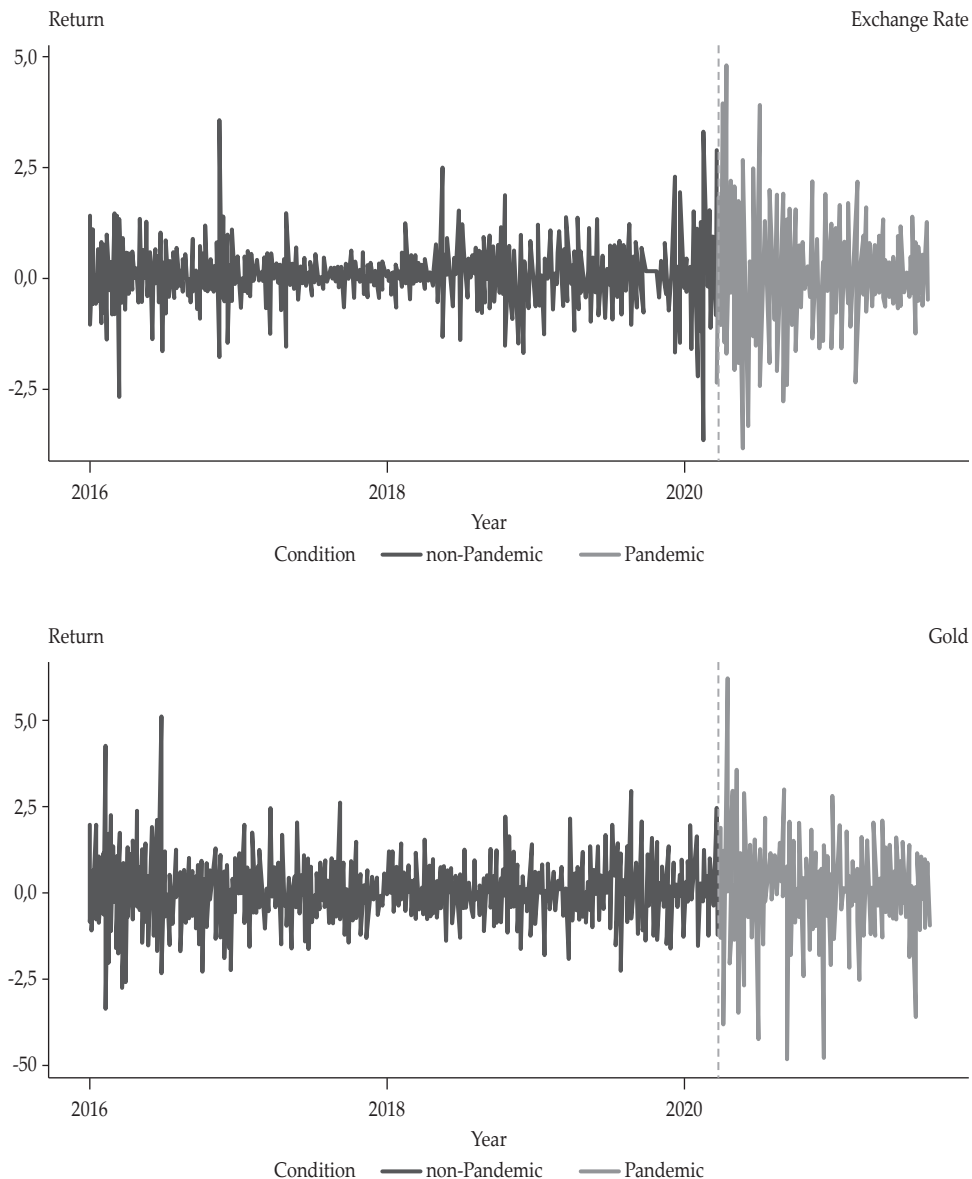 Return Exchange Rate
5,0
2,5
0,0
-2,5
2016 2018 2020
Year
Condition non-Pandemic Pandemic
Return Gold
5,0
2,5
0,0
-2,5
-50
2016 2018 2020
Year
Condition non-Pandemic Pandemic